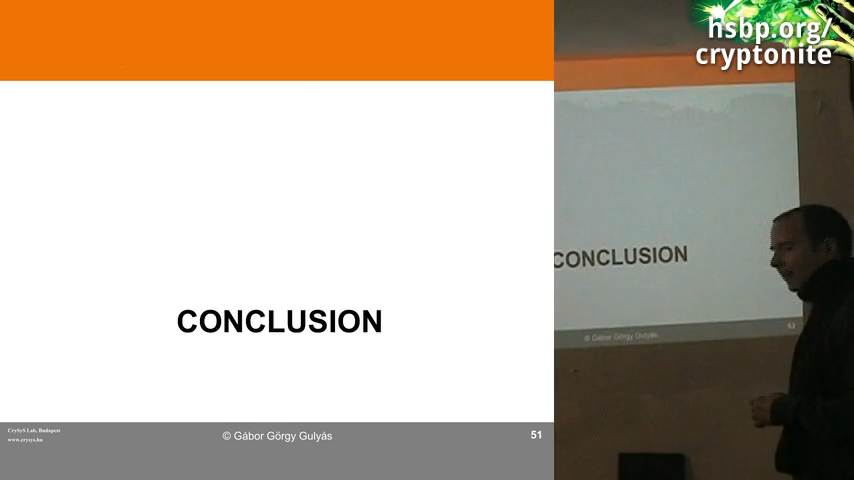 CONCLUSION
CrySyS Lab, Budapest
www.crysys.hu
© Gábor Görgy Gulyás
51
hsbp.org/
cryptonite
CONCLUSION
© Gábor Görgy Gulyás